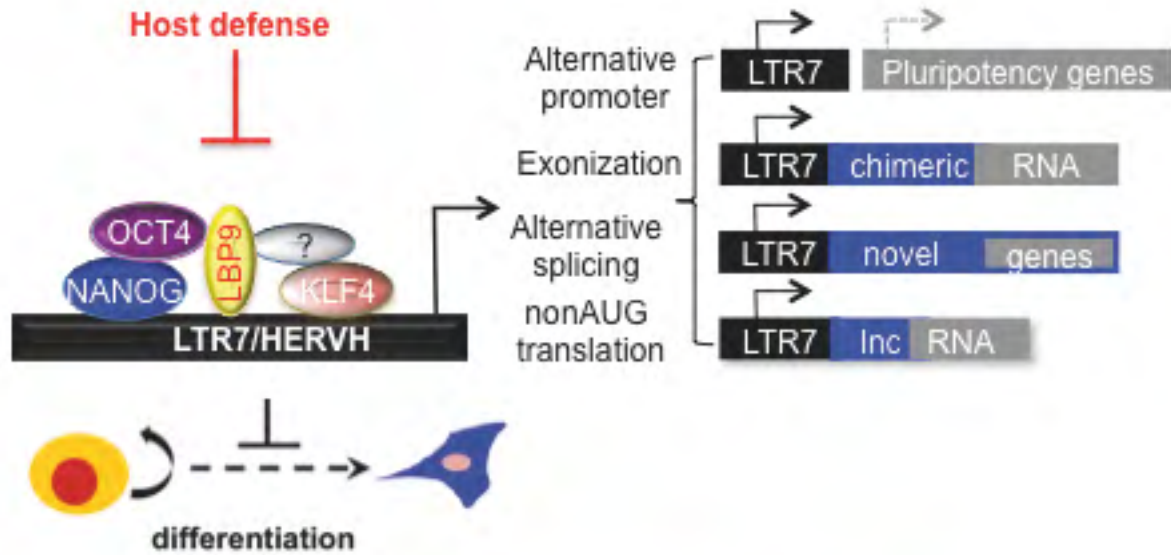 Host defense
OCT4
LBP9
?
NANOG
KLF4
LTR7/HERVH
differentiation
Alternative
promoter
Exonization
Alternative
splicing
nonAUG
translation
LTR7 Pluripotency genes
LTR7 chimeric RNA
LTR7 novel genes
LTR7 lnc RNA